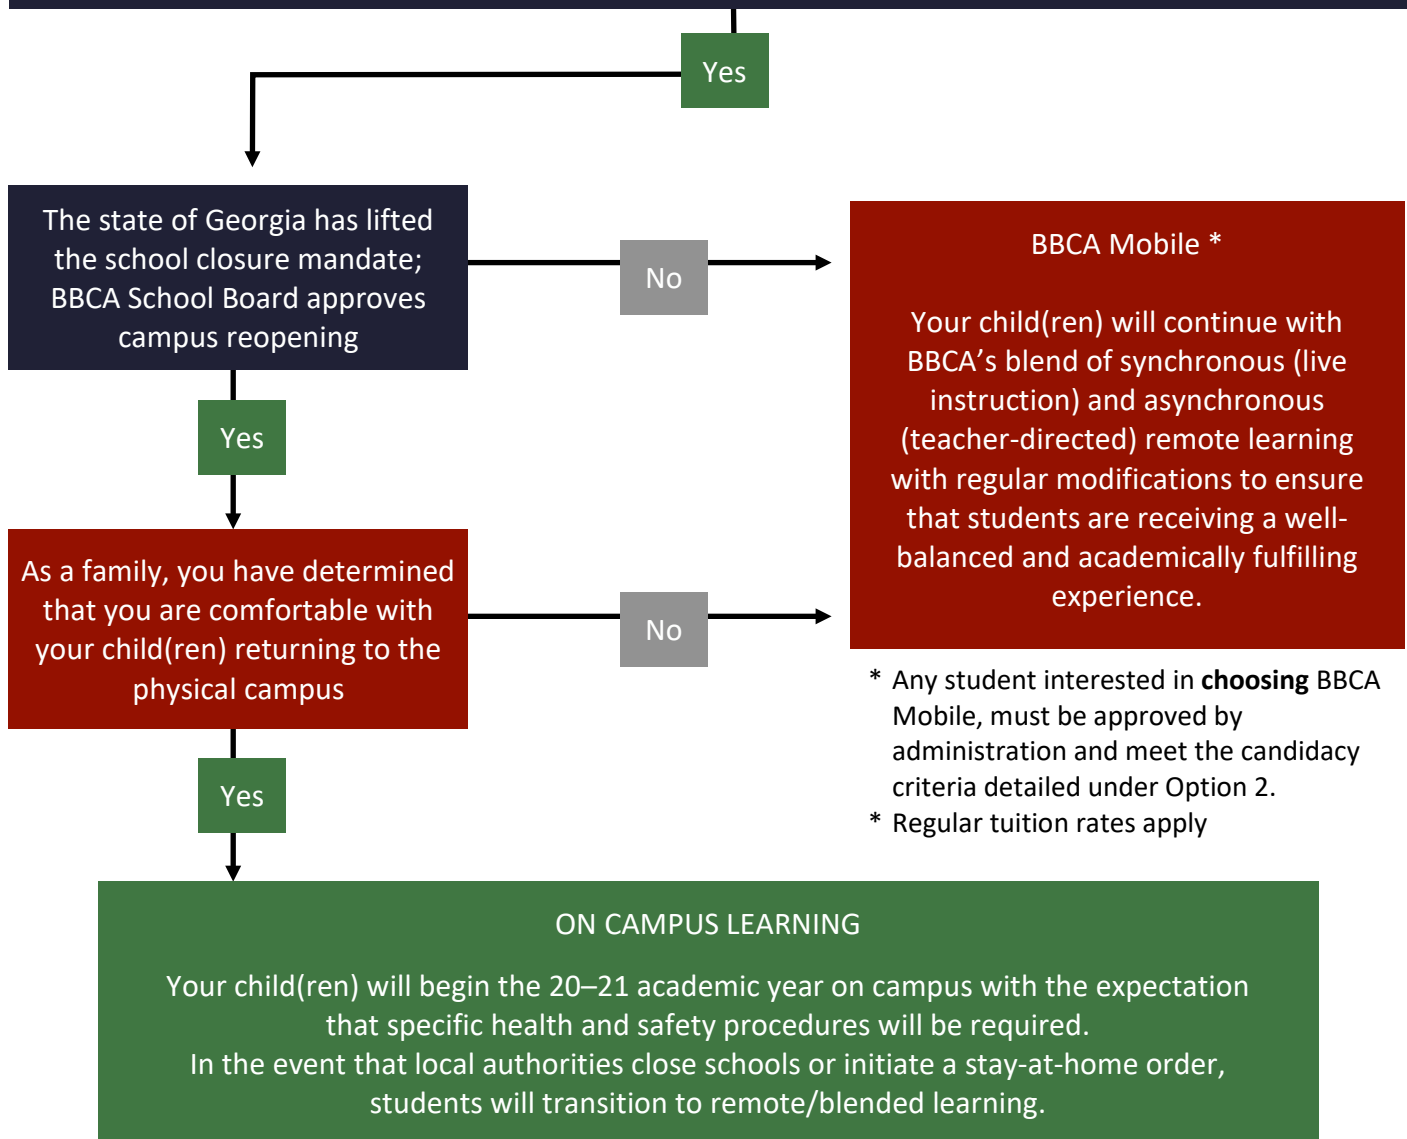 Yes
The state of Georgia has lifted
the school closure mandate;
BBCA School Board approves
campus reopening
No
BBCA Mobile *
Your child(ren) will continue with
BBCA’s blend of synchronous (live
instruction) and asynchronous
(teacher-directed) remote learning
with regular modifications to ensure
that students are receiving a well-
balanced and academically fulfilling
experience.
Yes
As a family, you have determined
that you are comfortable with
your child(ren) returning to the
physical campus
No
* Any student interested in choosing BBCA
Mobile, must be approved by
administration and meet the candidacy
criteria detailed under Option 2.
* Regular tuition rates apply
Yes
ON CAMPUS LEARNING
Your child(ren) will begin the 20–21 academic year on campus with the expectation
that specific health and safety procedures will be required.
In the event that local authorities close schools or initiate a stay-at-home order,
students will transition to remote/blended learning.